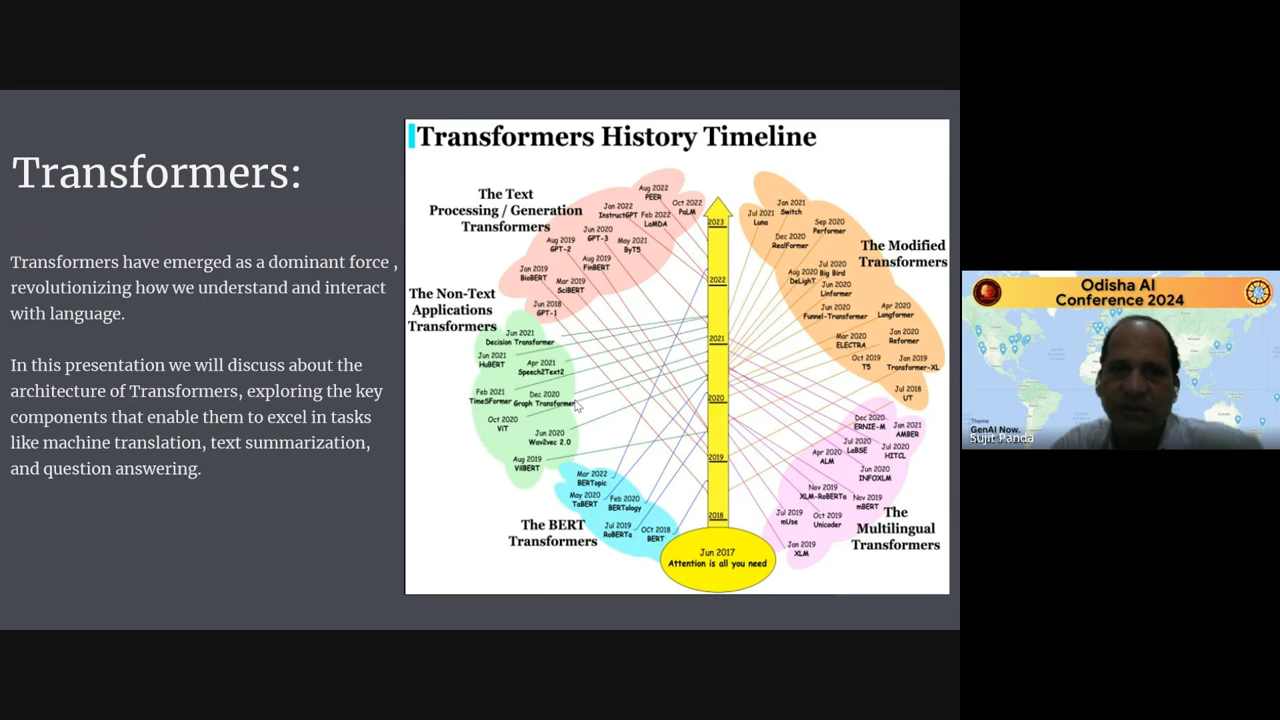 Transformers:
Transformers have emerged as a dominant force ,
revolutionizing how we understand and interact
with language.
In this presentation we will discuss about the
architecture of Transformers, exploring the key
components that enable them to excel in tasks
like machine translation, text summarization,
and question answering.
Transformers History Timeline
The Text
Processing / Generation
Transformers
Aug 2022
PEER
Jan 2022
InstructGPT
Feb 2022
LaMDA
Oct 2022
PaLM
Jun 2020
GPT-3
May 2021
ByT5
Aug 2019
GPT-2
Aug 2019
FinBERT
Jan 2019
BioBERT
Mar 2019
SciBERT
Jun 2018
GPT-1
The Non-Text
Applications
Transformers
Jun 2021
Decision Transformer
Jun 2021
HuBERT
Apr 2021
Speech2Text2
Feb 2021
TimeSFormer
Dec 2020
Graph Transformer
Oct 2020
ViT
Jun 2020
Wav2vec 2.0
Aug 2019
VilBERT
The BERT
Transformers
Mar 2022
BERTopic
May 2020
TaBERT
Feb 2020
BERTology
Jul 2019
RoBERTa
OCt 2018
BERT
2023
2022
2021
2020
2019
2018
Jun 2017
Attention is all you need
The Modified
Transformers
Jan 2021
Switch
Jul 2021
Luna
Sep 2020
Performer
Dec 2020
RealFormer
Jul 2020
Big Bird
Aug 2020
DeLighT
Jun 2020
Linformer
Jun 2020
Funnel-Transformer
Apr 2020
Longformer
Mar 2020
ELECTRA
Jan 2020
Reformer
Oct 2019
T5
Jan 2019
Transformer-XL
Jul 2018
UT
The
Multilingual
Transformers
Dec 2020
ERNIE-M
Jan 2021
AMBER
Jul 2020
LaBSE
Jul 2020
HITCL
Apr 2020
ALM
Jun 2020
INFOXLM
Nov 2019
XLM-RoBERTa
Nov 2019
mBERT
Jul 2019
mUse
Oct 2019
Unicoder
Jan 2019
XLM
Odisha AI
Conference 2024
Theme
GenAI Now.
Sujit Panda